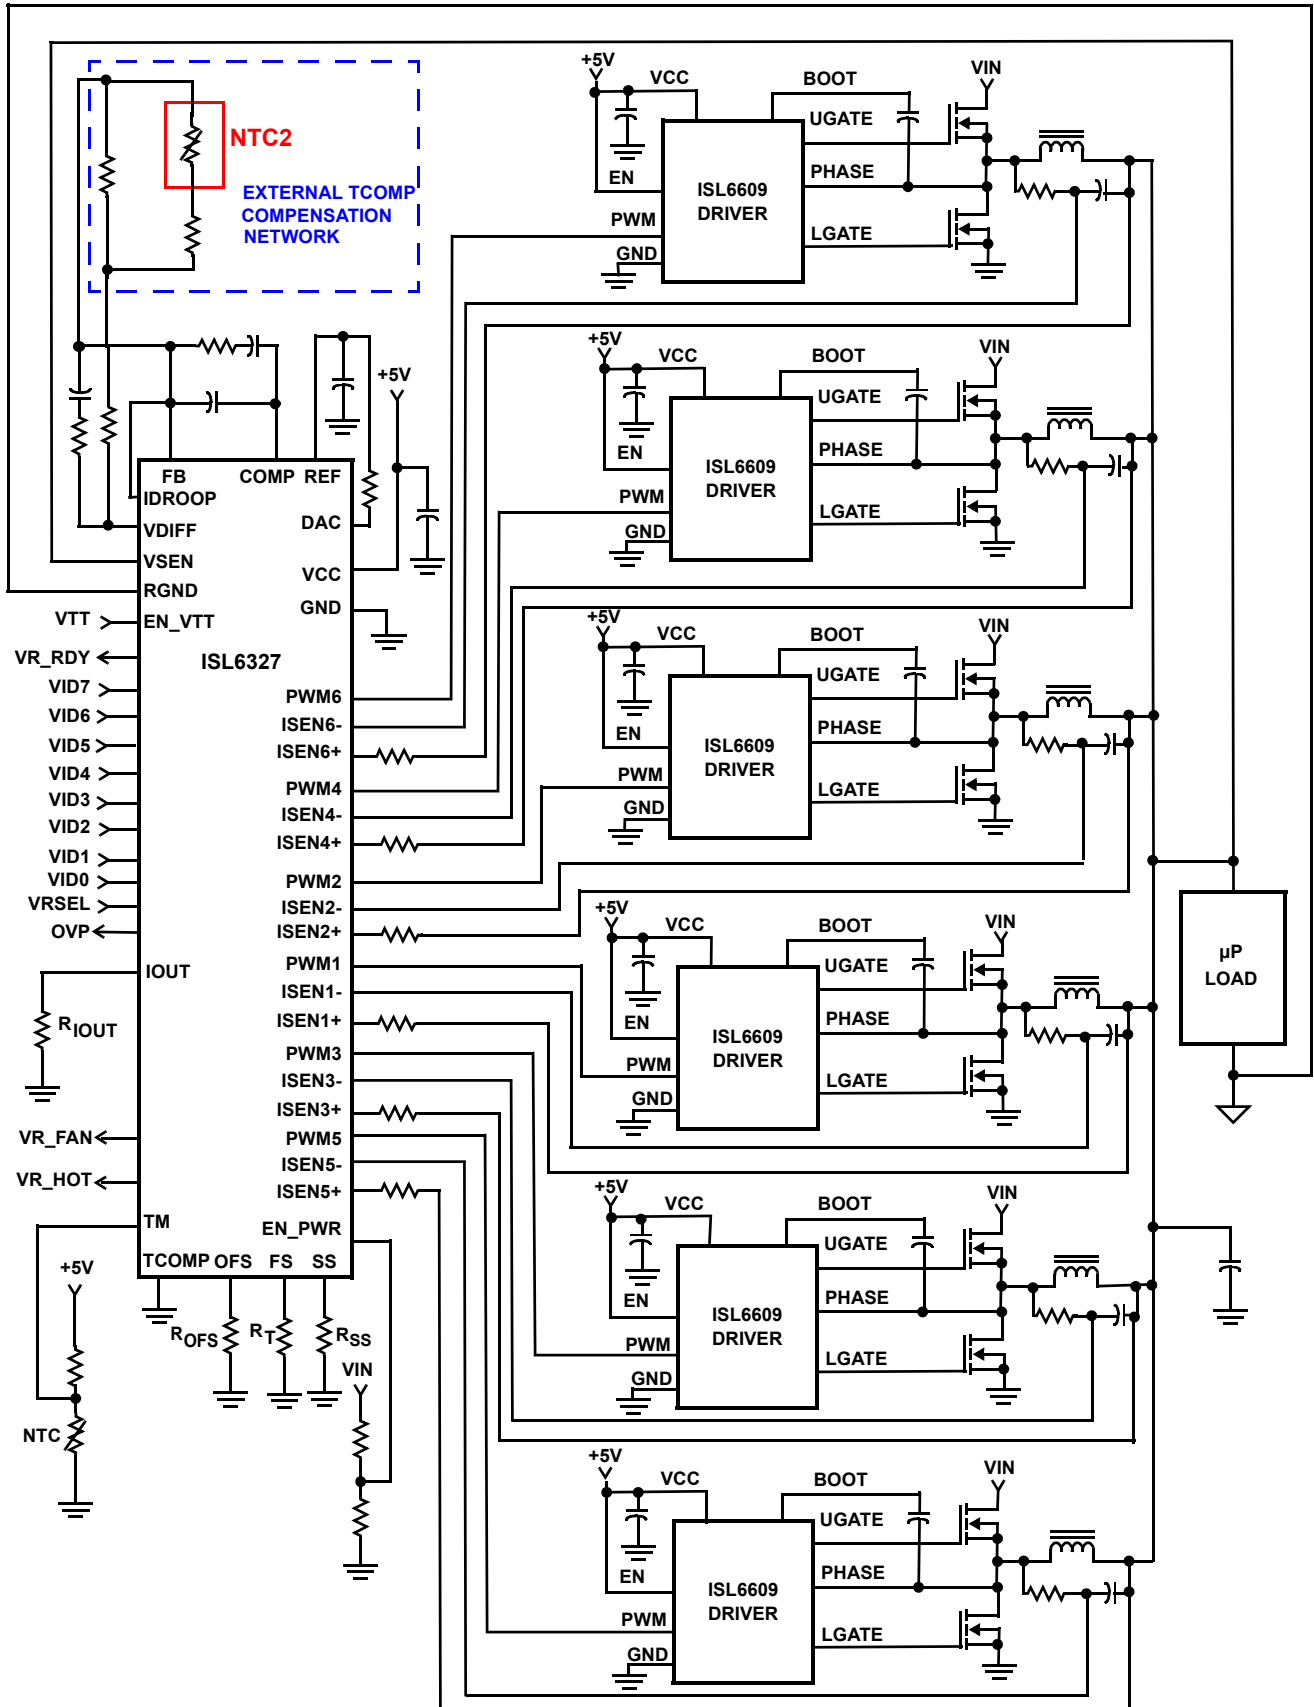 NTC2
EXTERNAL TCOMP
COMPENSATION
NETWORK
+5V
FB
COMP
REF
IDROOP
VDIFF
DAC
VSEN
VCC
RGND
GND
VTT
EN_VTT
VR_RDY
ISL6327
VID7
VID6
VID5
VID4
VID3
VID2
VID1
VID0
VRSEL
OVP
PWM6
ISEN6-
ISEN6+
PWM4
ISEN4-
ISEN4+
PWM2
ISEN2-
ISEN2+
PWM1
ISEN1-
ISEN1+
PWM3
ISEN3-
ISEN3+
PWM5
ISEN5-
ISEN5+
EN_PWR
IOUT
RIOUT
VR_FAN
VR_HOT
TM
TCOMP
OFS
FS
SS
+5V
ROFS
RT
RSS
VIN
NTC
+5V
VCC
BOOT
VIN
UGATE
EN
ISL6609
DRIVER
PHASE
PWM
LGATE
GND
+5V
VCC
BOOT
VIN
UGATE
EN
ISL6609
DRIVER
PHASE
PWM
LGATE
GND
+5V
VCC
BOOT
VIN
UGATE
EN
ISL6609
DRIVER
PHASE
PWM
LGATE
GND
+5V
VCC
BOOT
VIN
UGATE
EN
ISL6609
DRIVER
PHASE
PWM
LGATE
GND
µP
LOAD
+5V
VCC
BOOT
VIN
UGATE
EN
ISL6609
DRIVER
PHASE
PWM
LGATE
GND
+5V
VCC
BOOT
VIN
UGATE
EN
ISL6609
DRIVER
PHASE
PWM
LGATE
GND